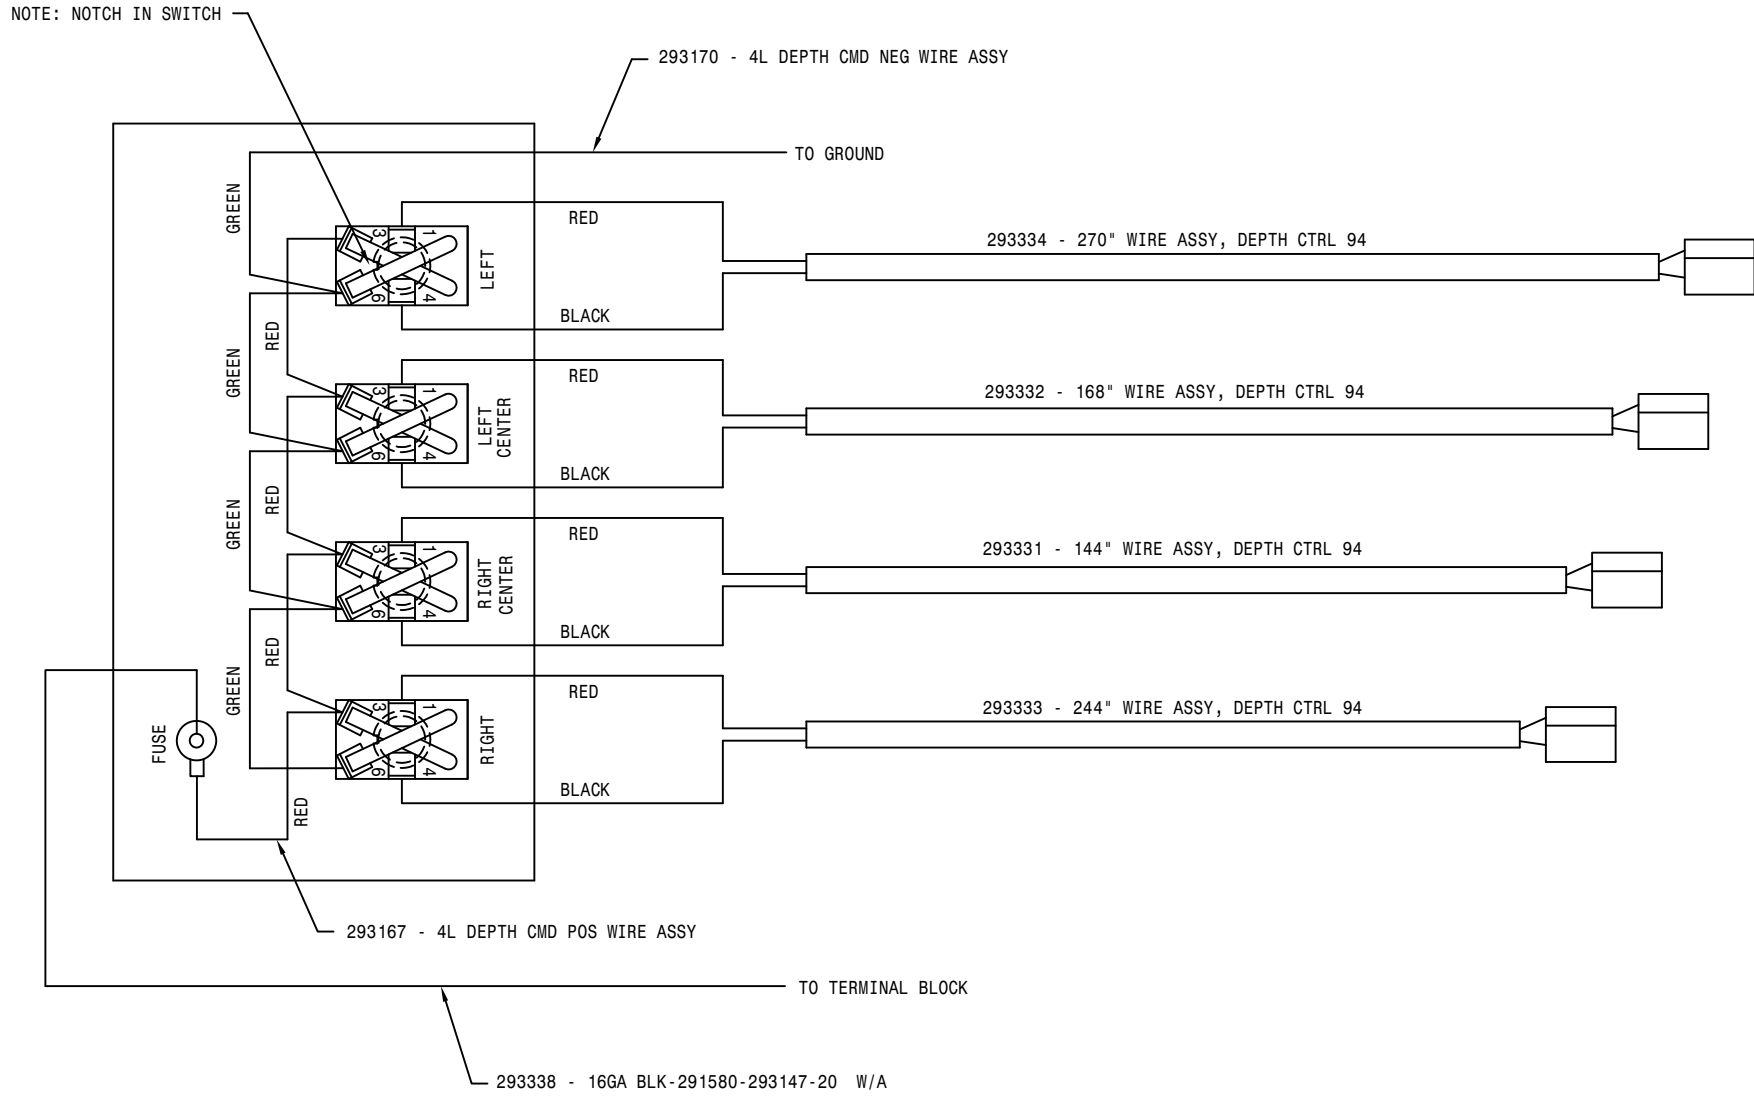 NOTE: NOTCH IN SWITCH
293170 - 4L DEPTH CMD NEG WIRE ASSY
TO GROUND
GREEN
RED
3
1
6
4
LEFT
293334 - 270" WIRE ASSY, DEPTH CTRL 94
BLACK
RED
GREEN
RED
3
1
6
4
LEFT
CENTER
293332 - 168" WIRE ASSY, DEPTH CTRL 94
BLACK
RED
GREEN
RED
3
1
6
4
RIGHT
CENTER
293331 - 144" WIRE ASSY, DEPTH CTRL 94
BLACK
RED
GREEN
RED
3
1
6
4
RIGHT
293333 - 244" WIRE ASSY, DEPTH CTRL 94
BLACK
FUSE
RED
293167 - 4L DEPTH CMD POS WIRE ASSY
TO TERMINAL BLOCK
293338 - 16GA BLK-291580-293147-20 W/A